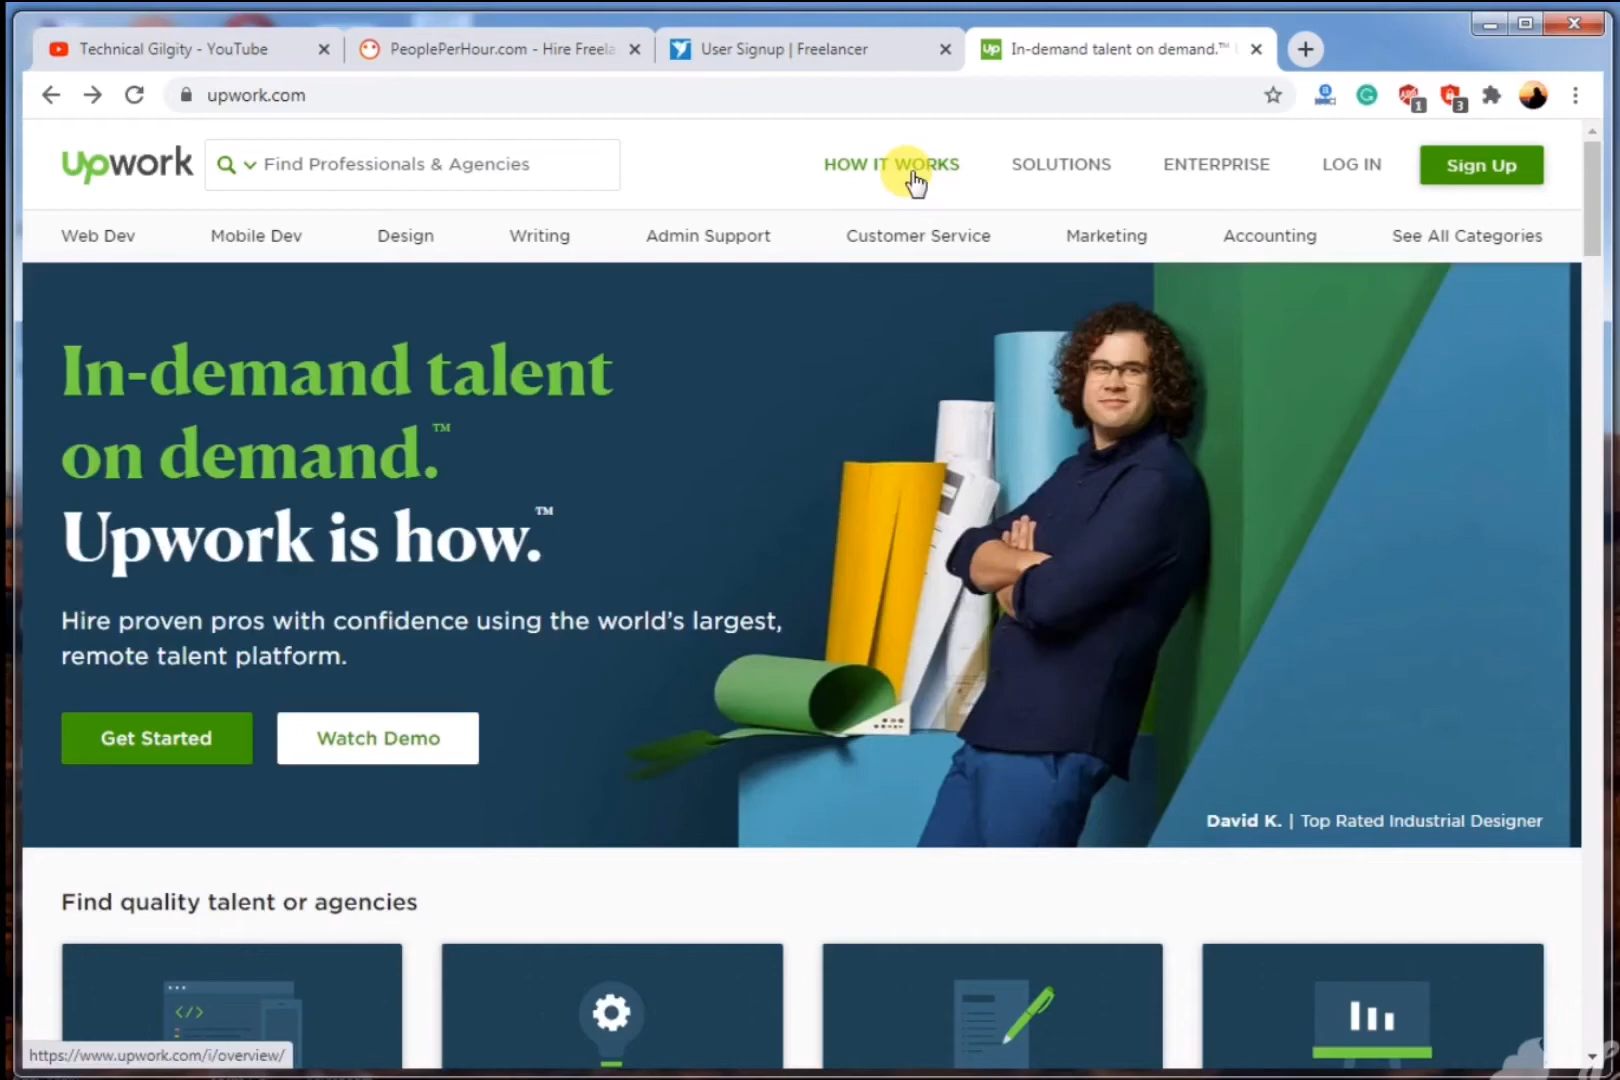 Technical Gilgity - YouTube
PeoplePerHour.com - Hire Freela
User Signup | Freelancer
In-demand talent on demand.™
upwork.com
1
3
upwork
Find Professionals & Agencies
HOW IT WORKS
SOLUTIONS
ENTERPRISE
LOG IN
Sign Up
Web Dev
Mobile Dev
Design
Writing
Admin Support
Customer Service
Marketing
Accounting
See All Categories
In-demand talent
on demand.™
Upwork is how.™
Hire proven pros with confidence using the world's largest,
remote talent platform.
Get Started
Watch Demo
David K. | Top Rated Industrial Designer
Find quality talent or agencies
</>
https://www.upwork.com/i/overview/